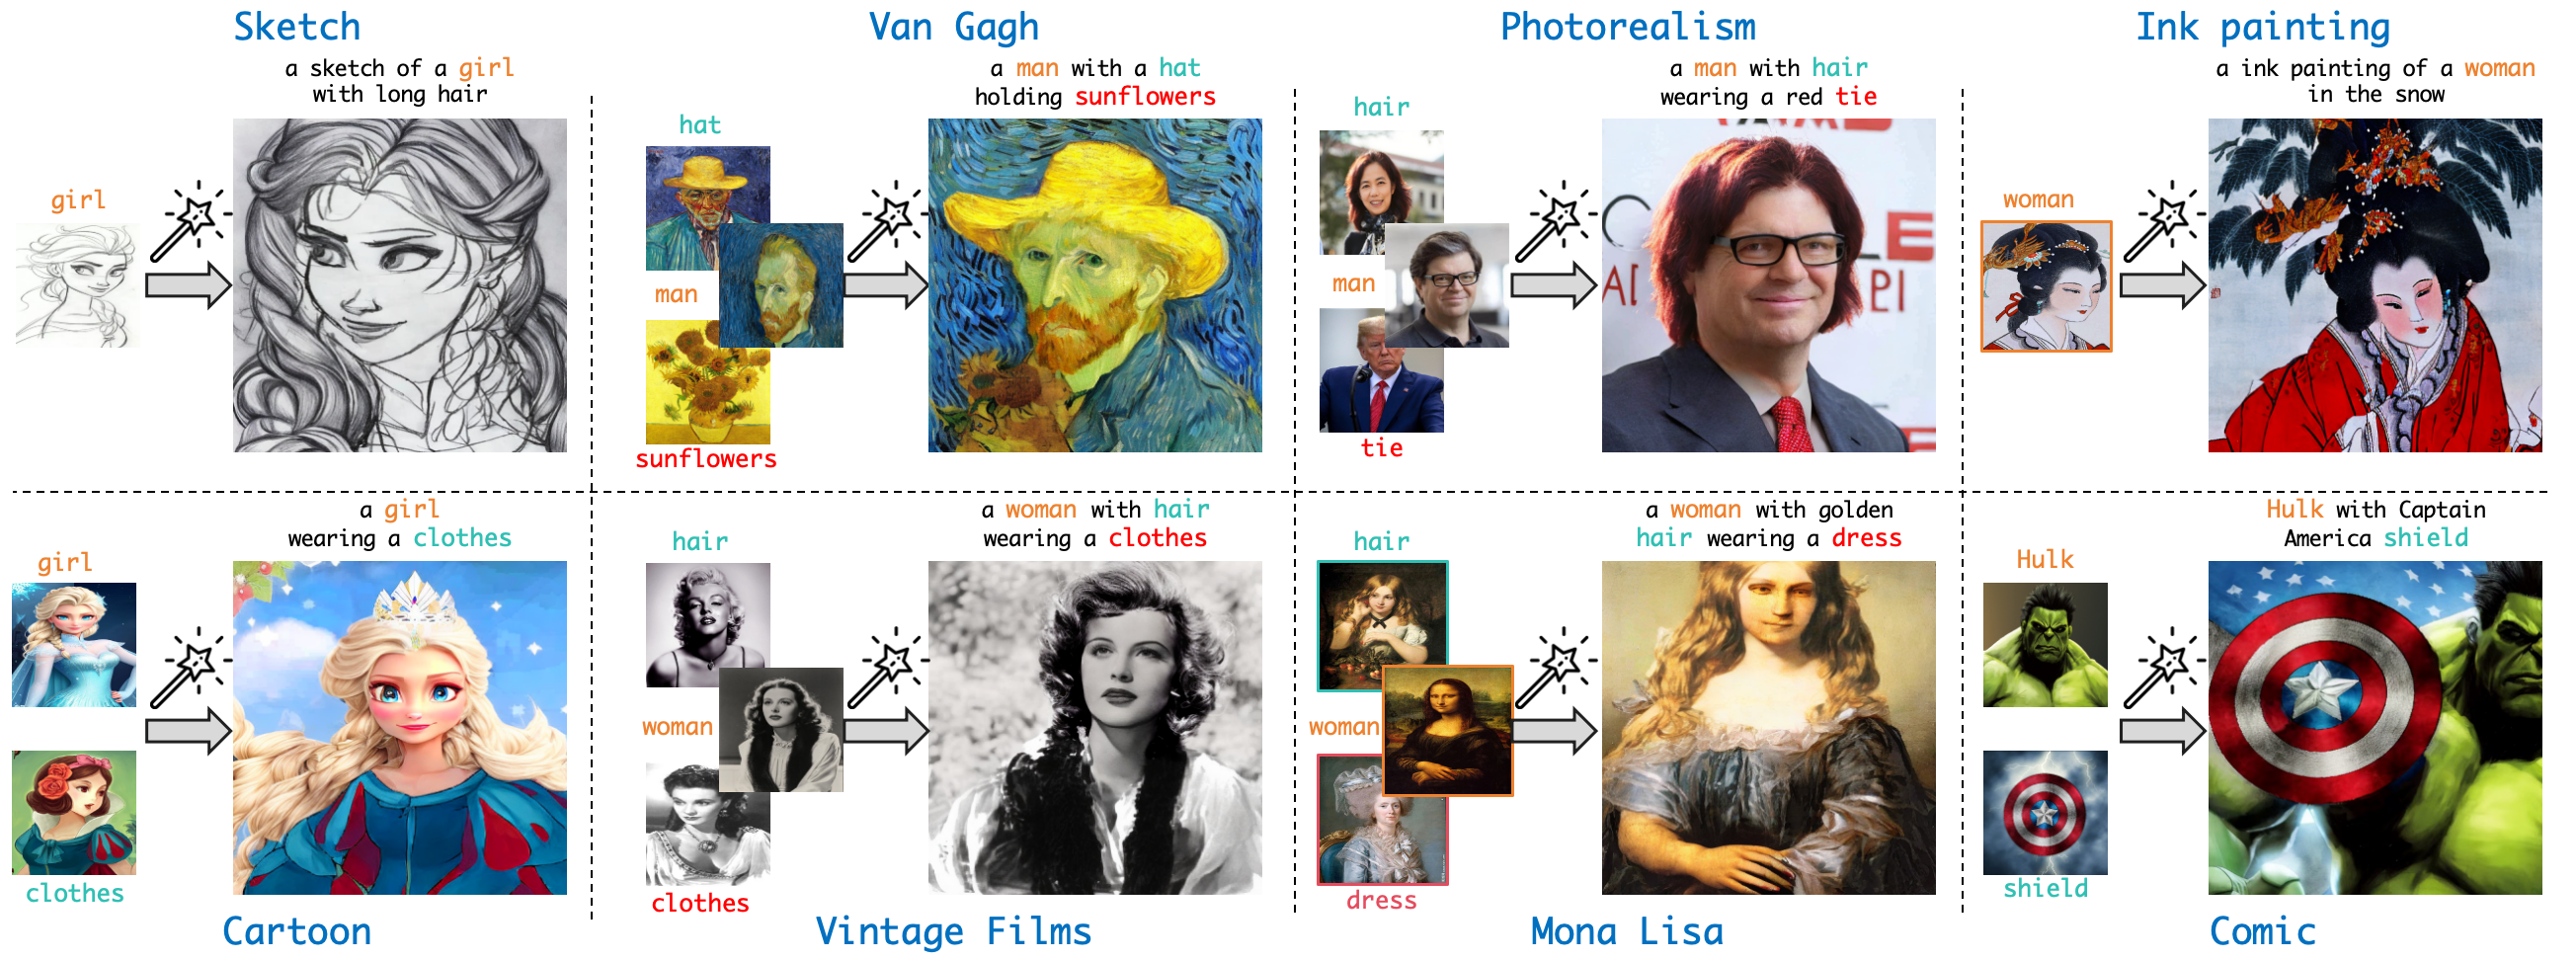 Sketch
a sketch of a girl
with long hair
girl
Van Gagh
a man with a hat
holding sunflowers
hat
man
sunflowers
Photorealism
a man with hair
wearing a red tie
hair
man
tie
Ink painting
a ink painting of a woman
in the snow
woman
a girl
wearing a clothes
girl
clothes
Cartoon
a woman with hair
wearing a clothes
hair
woman
clothes
Vintage Films
a woman with golden
hair wearing a dress
hair
woman
dress
Mona Lisa
Hulk with Captain
America shield
Hulk
shield
Comic